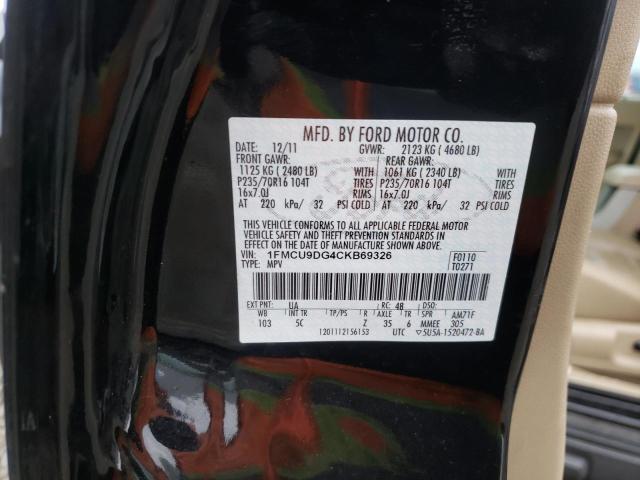 MFD. BY FORD MOTOR CO.
DATE: 12/11 GVWR: 2123 KG ( 4680 LB)
FRONT GAWR: REAR GAWR:
1125 KG ( 2480 LB) WITH 1061 KG ( 2340 LB) WITH
P235/70R16 104T TIRES P235/70R16 104T TIRES
16x7.0J RIMS 16x7.0J RIMS
AT 220 kPa/ 32 PSI COLD AT 220 kPa/ 32 PSI COLD
THIS VEHICLE CONFORMS TO ALL APPLICABLE FEDERAL MOTOR
VEHICLE SAFETY AND THEFT PREVENTION STANDARDS
IN EFFECT ON THE DATE OF MANUFACTURE SHOWN ABOVE.
VIN: 1FMCU9DG4CKB69326 F0110
TYPE: MPV T0271
EXT PNT: UA RC: 48 DSO:
WB INT TR TP/PS R AXLE TR SPR AM71F
103 5C Z 35 6 MMEE 305
1201112156153 UTC ▽5U5A-1520472-BA